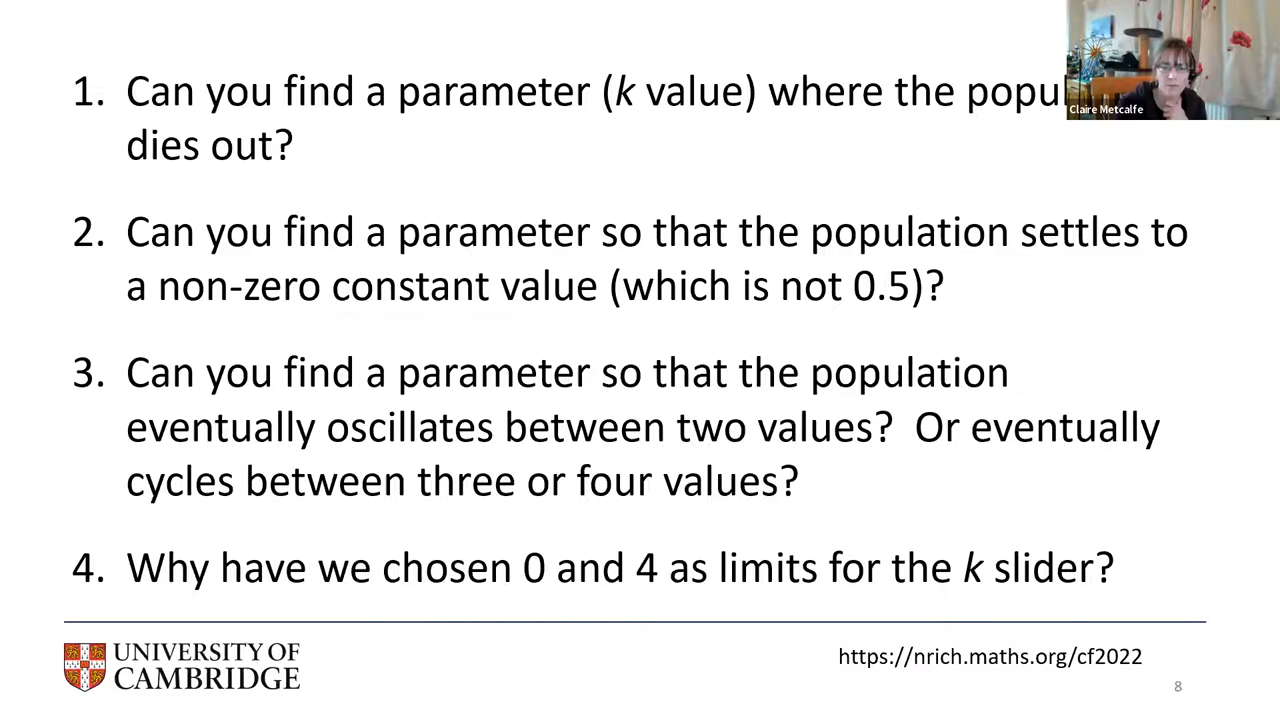 1. Can you find a parameter (k value) where the popul
dies out?
Claire Metcalfe
2. Can you find a parameter so that the population settles to
a non-zero constant value (which is not 0.5)?
3. Can you find a parameter so that the population
eventually oscillates between two values? Or eventually
cycles between three or four values?
4. Why have we chosen 0 and 4 as limits for the k slider?
UNIVERSITY OF
CAMBRIDGE
https://nrich.maths.org/cf2022
8